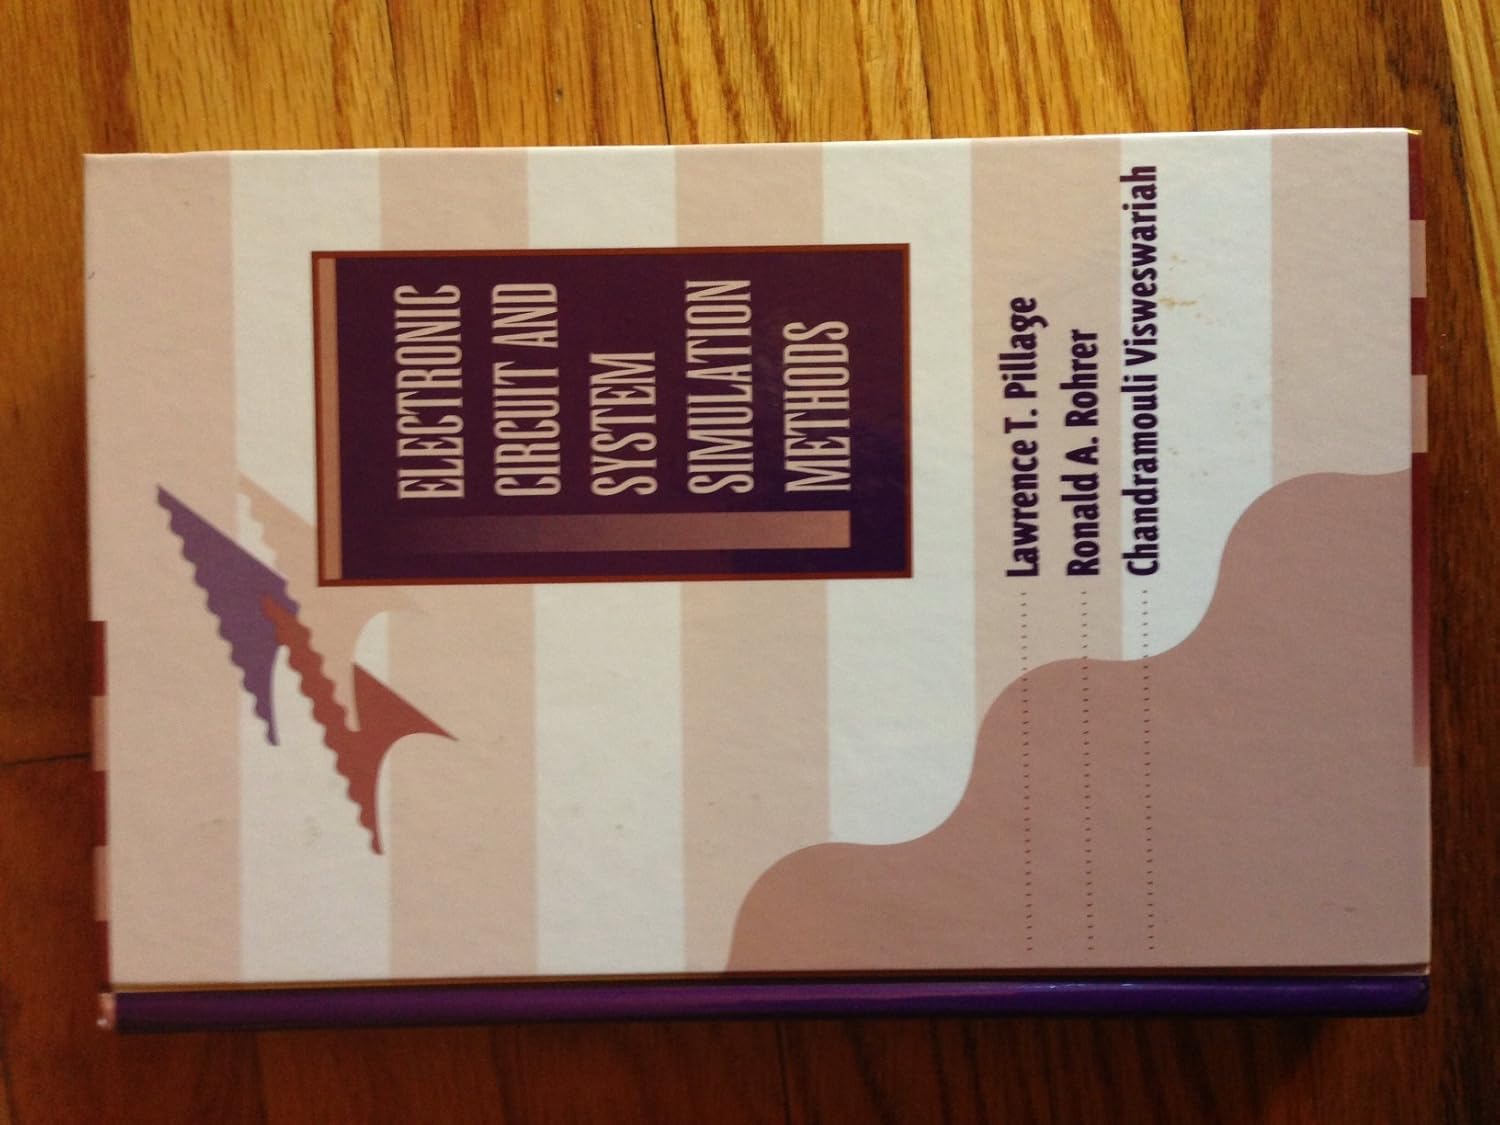 ELECTRONIC
CIRCUIT AND
SYSTEM
SIMULATION
METHODS
Lawrence T. Pillage
Ronald A. Rohrer
Chandramouli Visweswariah